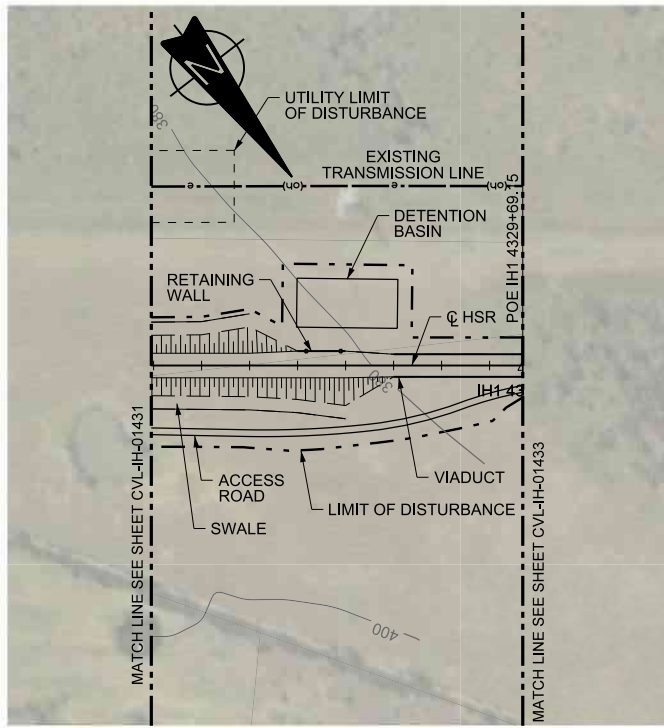 N
380
UTILITY LIMIT
OF DISTURBANCE
EXISTING
TRANSMISSION LINE
e
(oh)
e
(oh)
DETENTION
BASIN
RETAINING
WALL
POE IH1 4329+69.15
℄ HSR
380
IH1 43
ACCESS
ROAD
VIADUCT
SWALE
LIMIT OF DISTURBANCE
MATCH LINE SEE SHEET CVL-IH-01431
MATCH LINE SEE SHEET CVL-IH-01433
400